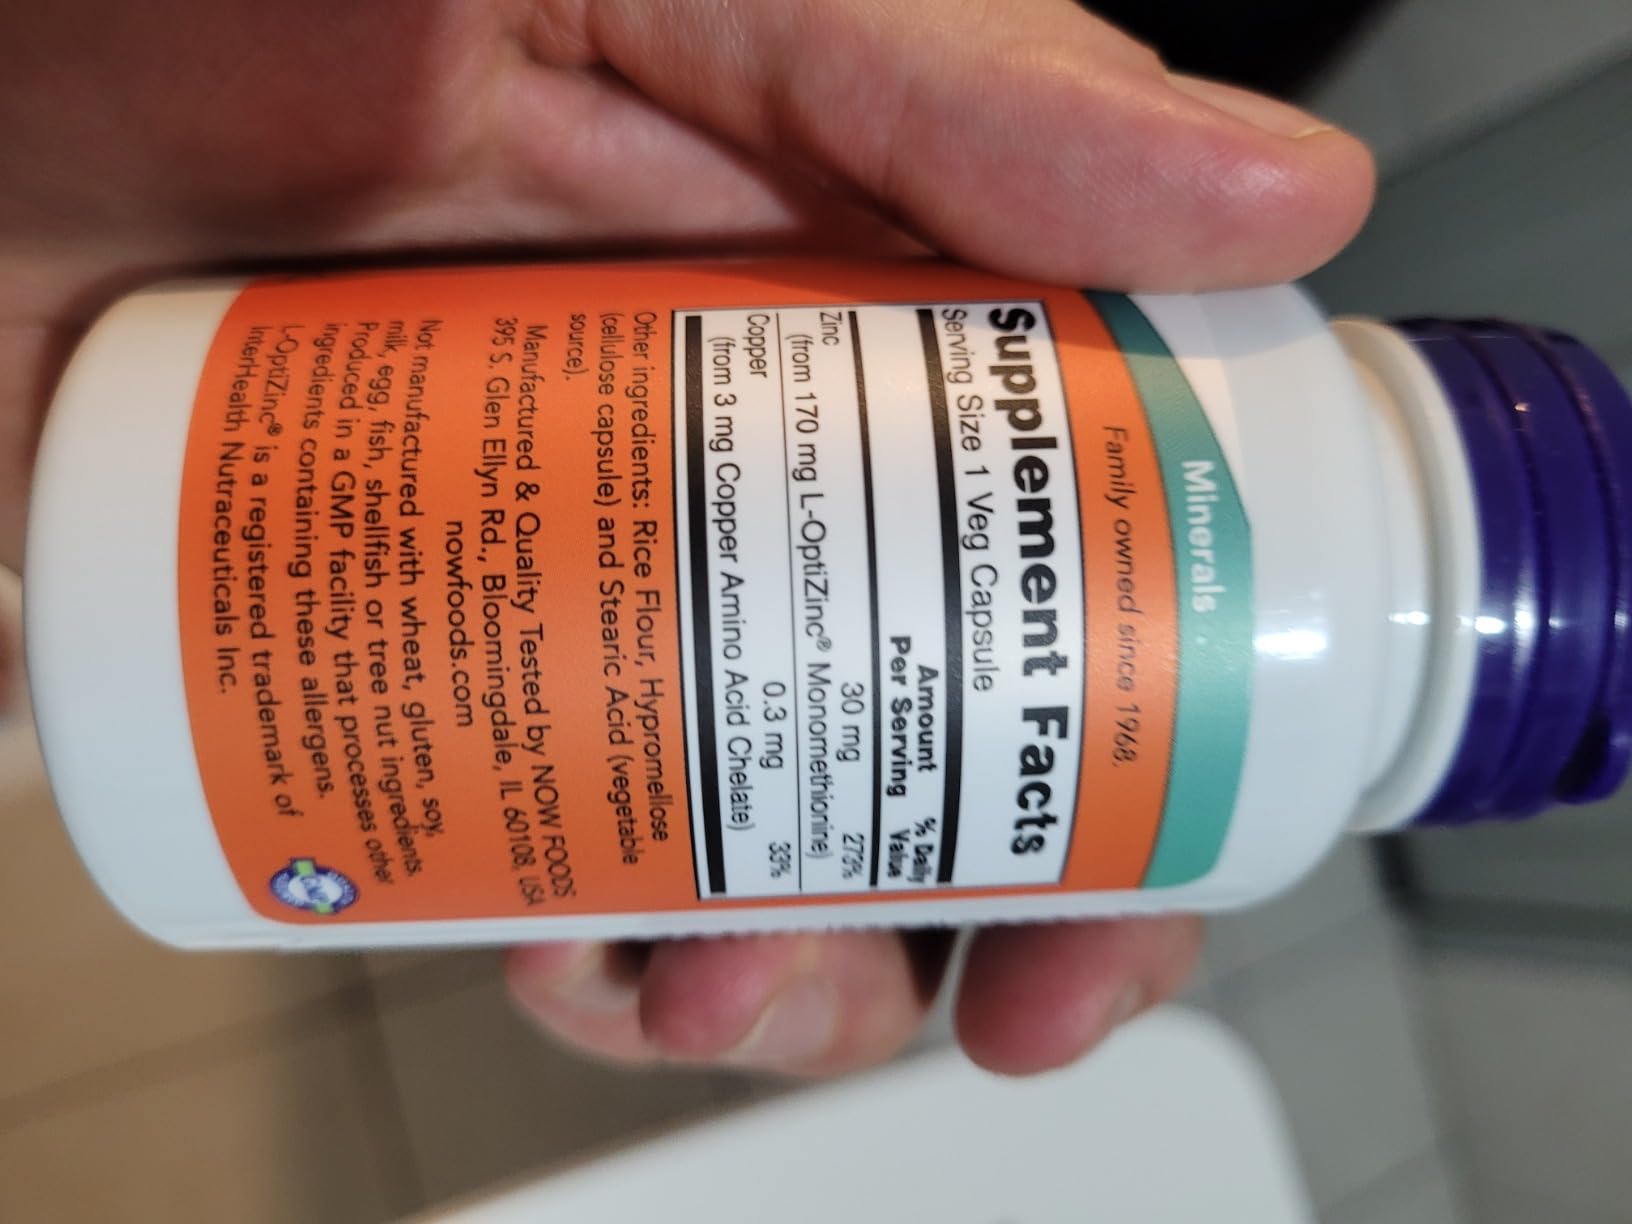 Minerals
Family owned since 1968.
Supplement Facts
Serving Size 1 Veg Capsule
Amount Per Serving % Daily Value
Zinc 30 mg 273%
(from 170 mg L-OptiZinc® Monomethionine)
Copper 0.3 mg 33%
(from 3 mg Copper Amino Acid Chelate)
Other ingredients: Rice Flour, Hypromellose
(cellulose capsule) and Stearic Acid (vegetable
source).
Manufactured & Quality Tested by NOW FOODS
395 S. Glen Ellyn Rd., Bloomingdale, IL 60108, USA
nowfoods.com
Not manufactured with wheat, gluten, soy,
milk, egg, fish, shellfish or tree nut ingredients.
Produced in a GMP facility that processes other
ingredients containing these allergens.
L-OptiZinc® is a registered trademark of
InterHealth Nutraceuticals Inc.
GMP